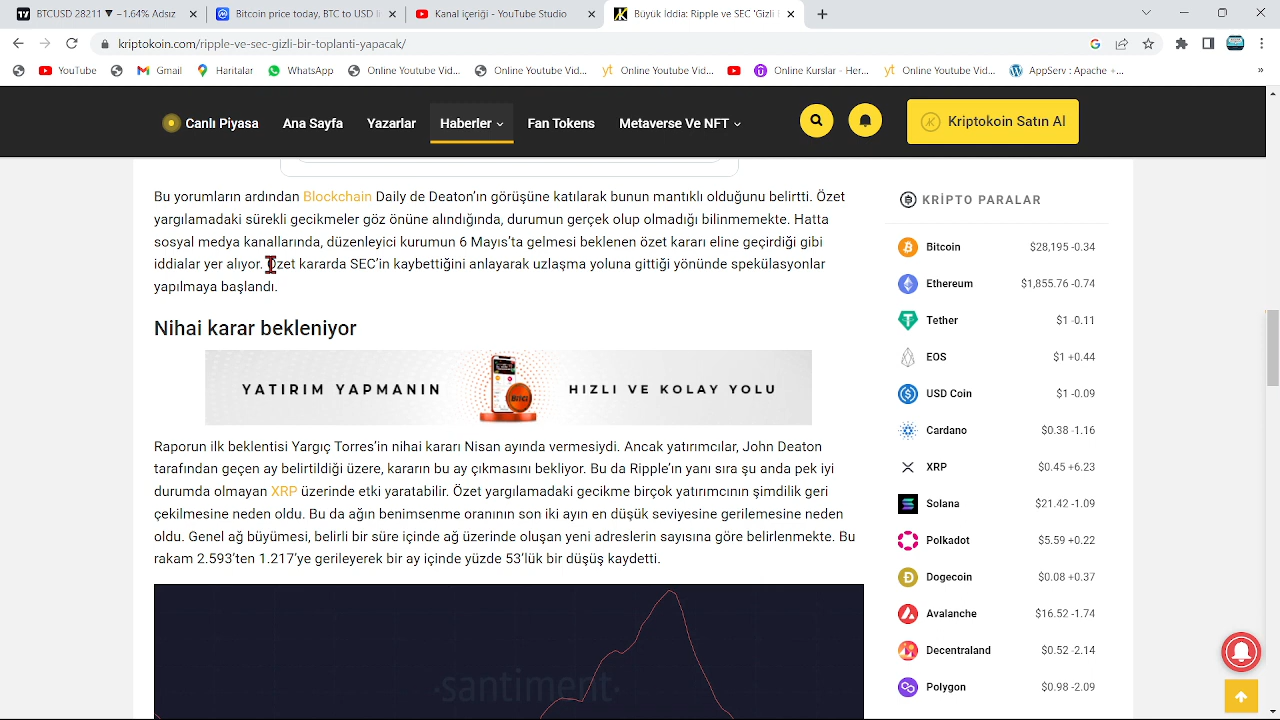 BTCUSD 28211 ▼ −1.64% Adsız
Bitcoin price today, BTC to USD li
Kanal içeriği - YouTube Studio
Büyük İddia: Ripple ve SEC 'Gizli
kriptokoin.com/ripple-ve-sec-gizli-bir-toplanti-yapacak/
YouTube
Gmail
Haritalar
WhatsApp
Online Youtube Vid...
Online Youtube Vid...
yt Online Youtube Vid...
Online Kurslar - Her...
yt Online Youtube Vid...
AppServ : Apache +...
»
Canlı Piyasa
Ana Sayfa
Yazarlar
Haberler
Fan Tokens
Metaverse Ve NFT
Kriptokoin Satın Al
Bu yorumların ardından Blockchain Daily de Deaton'ın görüşüne katılarak bunun mantıklı olduğunu belirtti. Özet
yargılamadaki sürekli gecikmeler göz önüne alındığında, durumun gerçek olup olmadığı bilinmemekte. Hatta
sosyal medya kanallarında, düzenleyici kurumun 6 Mayıs'ta gelmesi beklenen özet kararı eline geçirdiği gibi
iddialar yer alıyor. Özet kararda SEC'in kaybettiğini anlayarak uzlaşma yoluna gittiği yönünde spekülasyonlar
yapılmaya başlandı.
Nihai karar bekleniyor
YATIRIM YAPMANIN
BITCI
HIZLI VE KOLAY YOLU
Raporun ilk beklentisi Yargıç Torres'in nihai kararı Nisan ayında vermesiydi. Ancak yatırımcılar, John Deaton
tarafından geçen ay belirtildiği üzere, kararın bu ay çıkmasını bekliyor. Bu da Ripple'ın yanı sıra şu anda pek iyi
durumda olmayan XRP üzerinde etki yaratabilir. Özet yargılamadaki gecikme birçok yatırımcının şimdilik geri
çekilmesine neden oldu. Bu da ağın benimsenme oranının son iki ayın en düşük seviyesine gerilemesine neden
oldu. Genel ağ büyümesi, belirli bir süre içinde ağ üzerinde oluşan yeni adreslerin sayısına göre belirlenmekte. Bu
rakam 2.593'ten 1.217'ye gerileyerek bir ay içinde yüzde 53'lük bir düşüş kaydetti.
·santiment·
KRİPTO PARALAR
Bitcoin $28,195 -0.34
Ethereum $1,855.76 -0.74
Tether $1 -0.11
EOS $1 +0.44
USD Coin $1 -0.09
Cardano $0.38 -1.16
XRP $0.45 +6.23
Solana $21.42 -1.09
Polkadot $5.59 +0.22
Dogecoin $0.08 +0.37
Avalanche $16.52 -1.74
Decentraland $0.52 -2.14
Polygon $0.98 -2.09